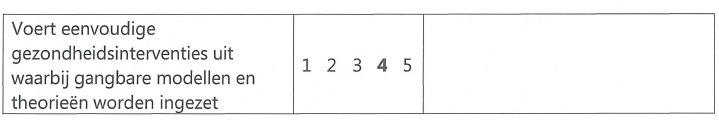 Voert eenvoudige
gezondheidsinterventies uit
waarbij gangbare modellen en
theorieën worden ingezet
1 2 3 4 5